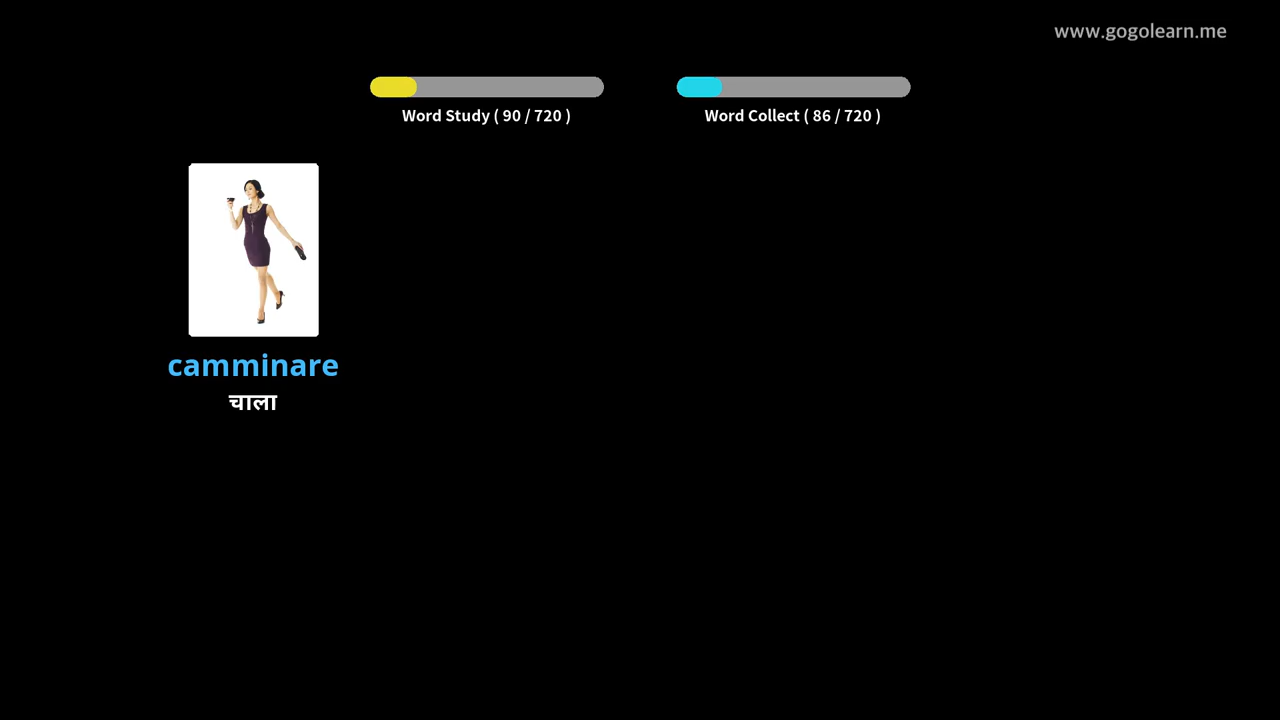 www.gogolearn.me
Word Study ( 90 / 720 )
Word Collect ( 86 / 720 )
camminare
चाला